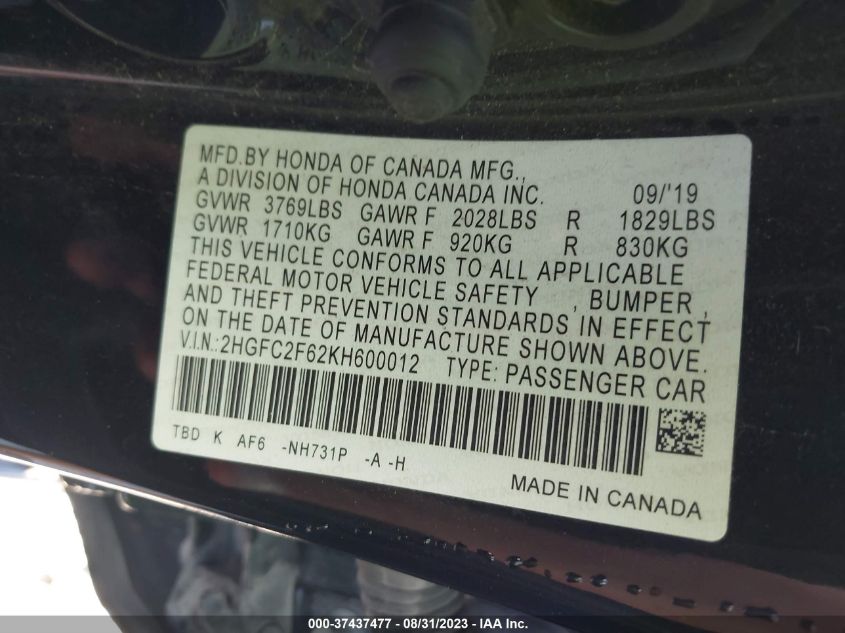 MFD.BY HONDA OF CANADA MFG.,
A DIVISION OF HONDA CANADA INC. 09/'19
GVWR 3769LBS GAWR F 2028LBS R 1829LBS
GVWR 1710KG GAWR F 920KG R 830KG
THIS VEHICLE CONFORMS TO ALL APPLICABLE
FEDERAL MOTOR VEHICLE SAFETY , BUMPER ,
AND THEFT PREVENTION STANDARDS IN EFFECT
ON THE DATE OF MANUFACTURE SHOWN ABOVE.
V.I.N.:2HGFC2F62KH600012 TYPE: PASSENGER CAR
TBD K AF6 -NH731P -A -H
MADE IN CANADA
000-37437477 — 08/31/2023 — IAA Inc.